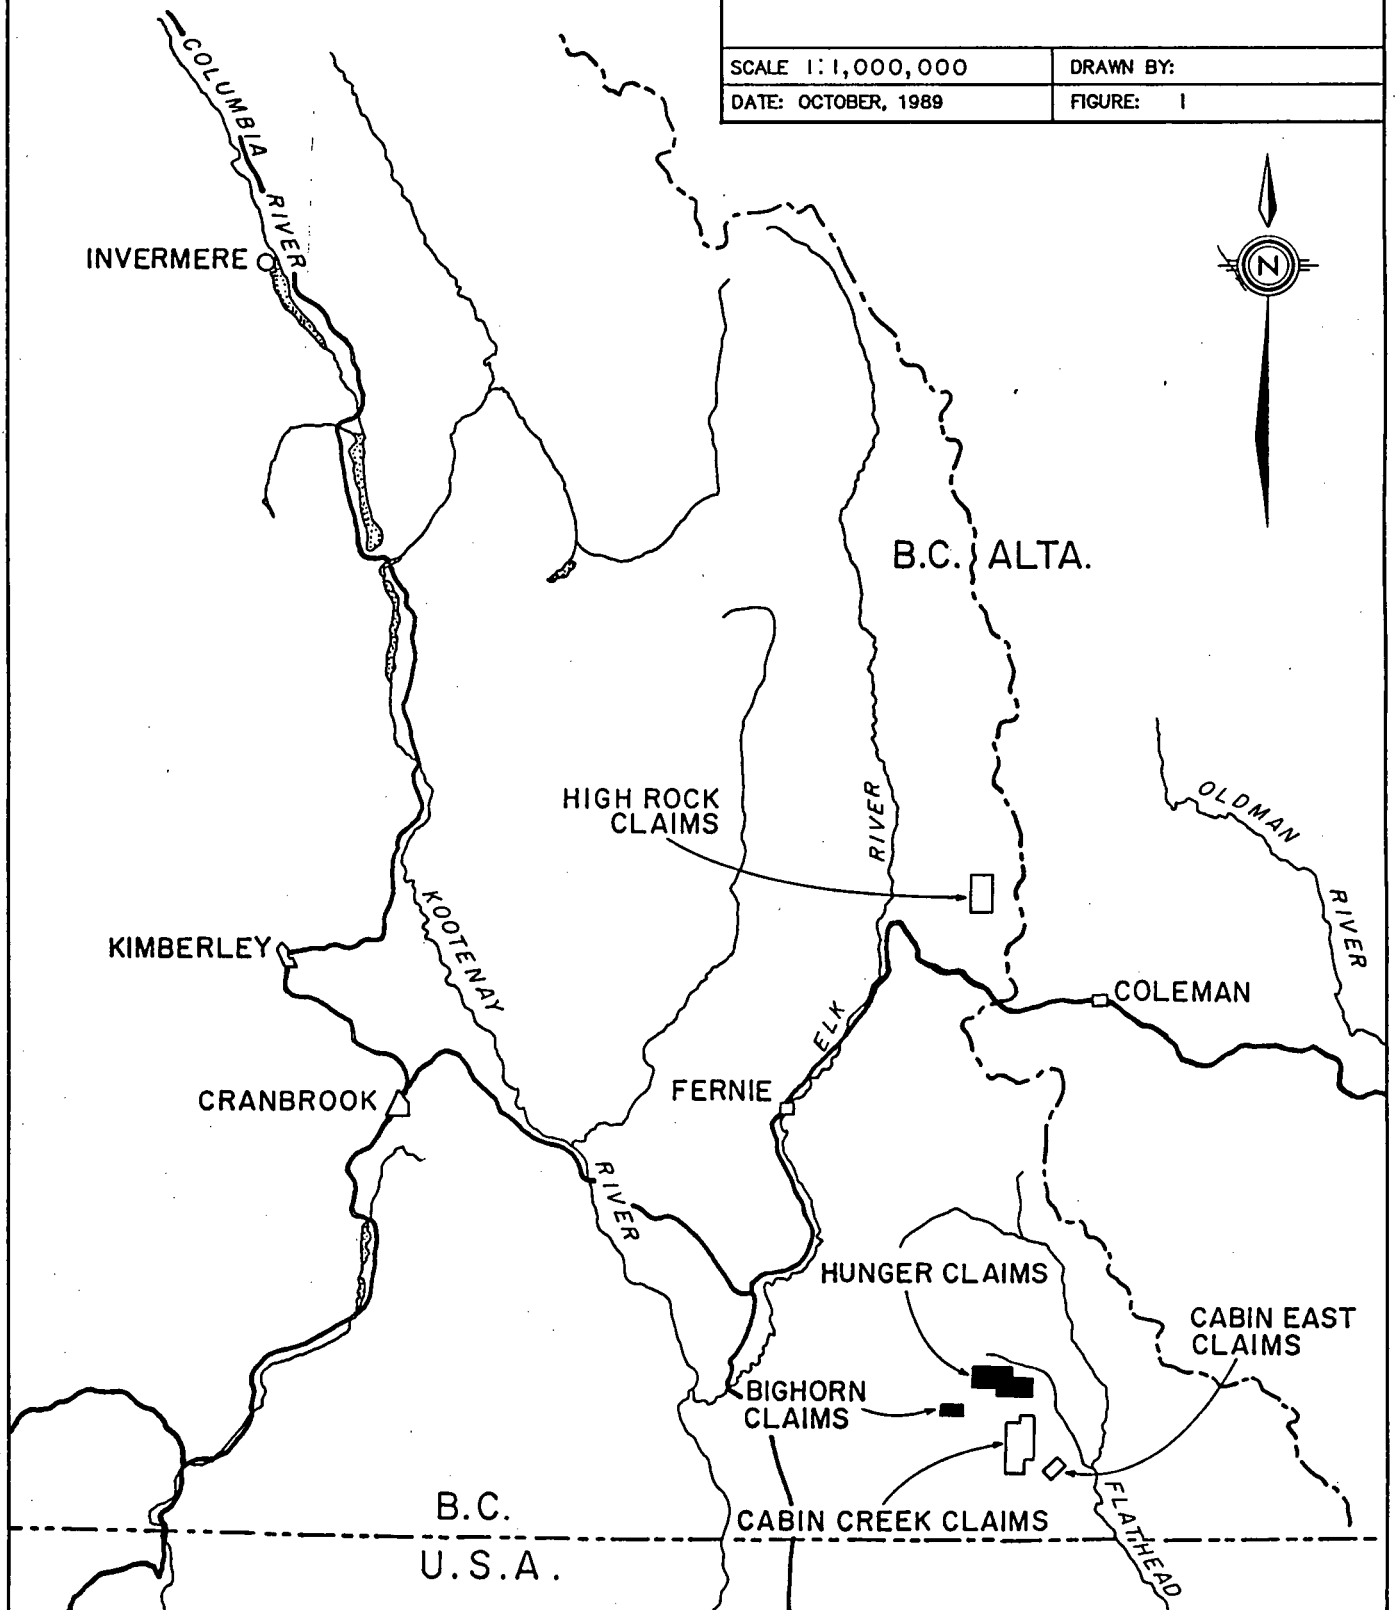 SCALE 1:1,000,000
DRAWN BY:
DATE: OCTOBER, 1989
FIGURE: 1
COLUMBIA RIVER
N
INVERMERE
B.C. ALTA.
HIGH ROCK
CLAIMS
RIVER
OLDMAN
RIVER
KOOTENAY
KIMBERLEY
COLEMAN
ELK
FERNIE
CRANBROOK
RIVER
HUNGER CLAIMS
CABIN EAST
CLAIMS
BIGHORN
CLAIMS
B.C.
CABIN CREEK CLAIMS
FLATHEAD
U.S.A.